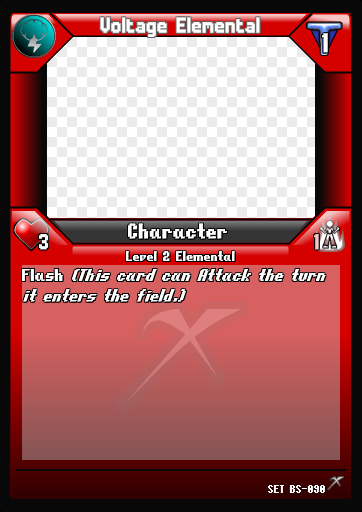 Voltage Elemental
1
Character
3
1
Level 2 Elemental
Flash (This card can Attack the turn
it enters the field.)
SET BS-090